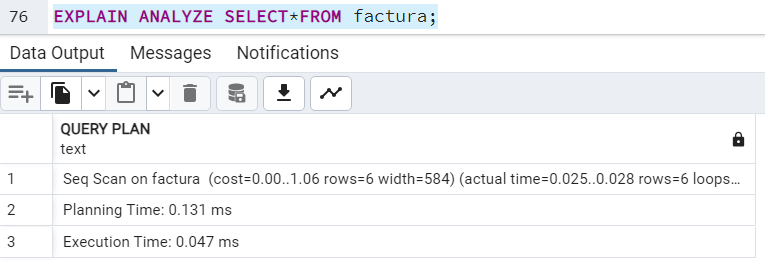 76 EXPLAIN ANALYZE SELECT*FROM factura;
Data Output Messages Notifications
QUERY PLAN
text
1 Seq Scan on factura (cost=0.00..1.06 rows=6 width=584) (actual time=0.025..0.028 rows=6 loops...
2 Planning Time: 0.131 ms
3 Execution Time: 0.047 ms